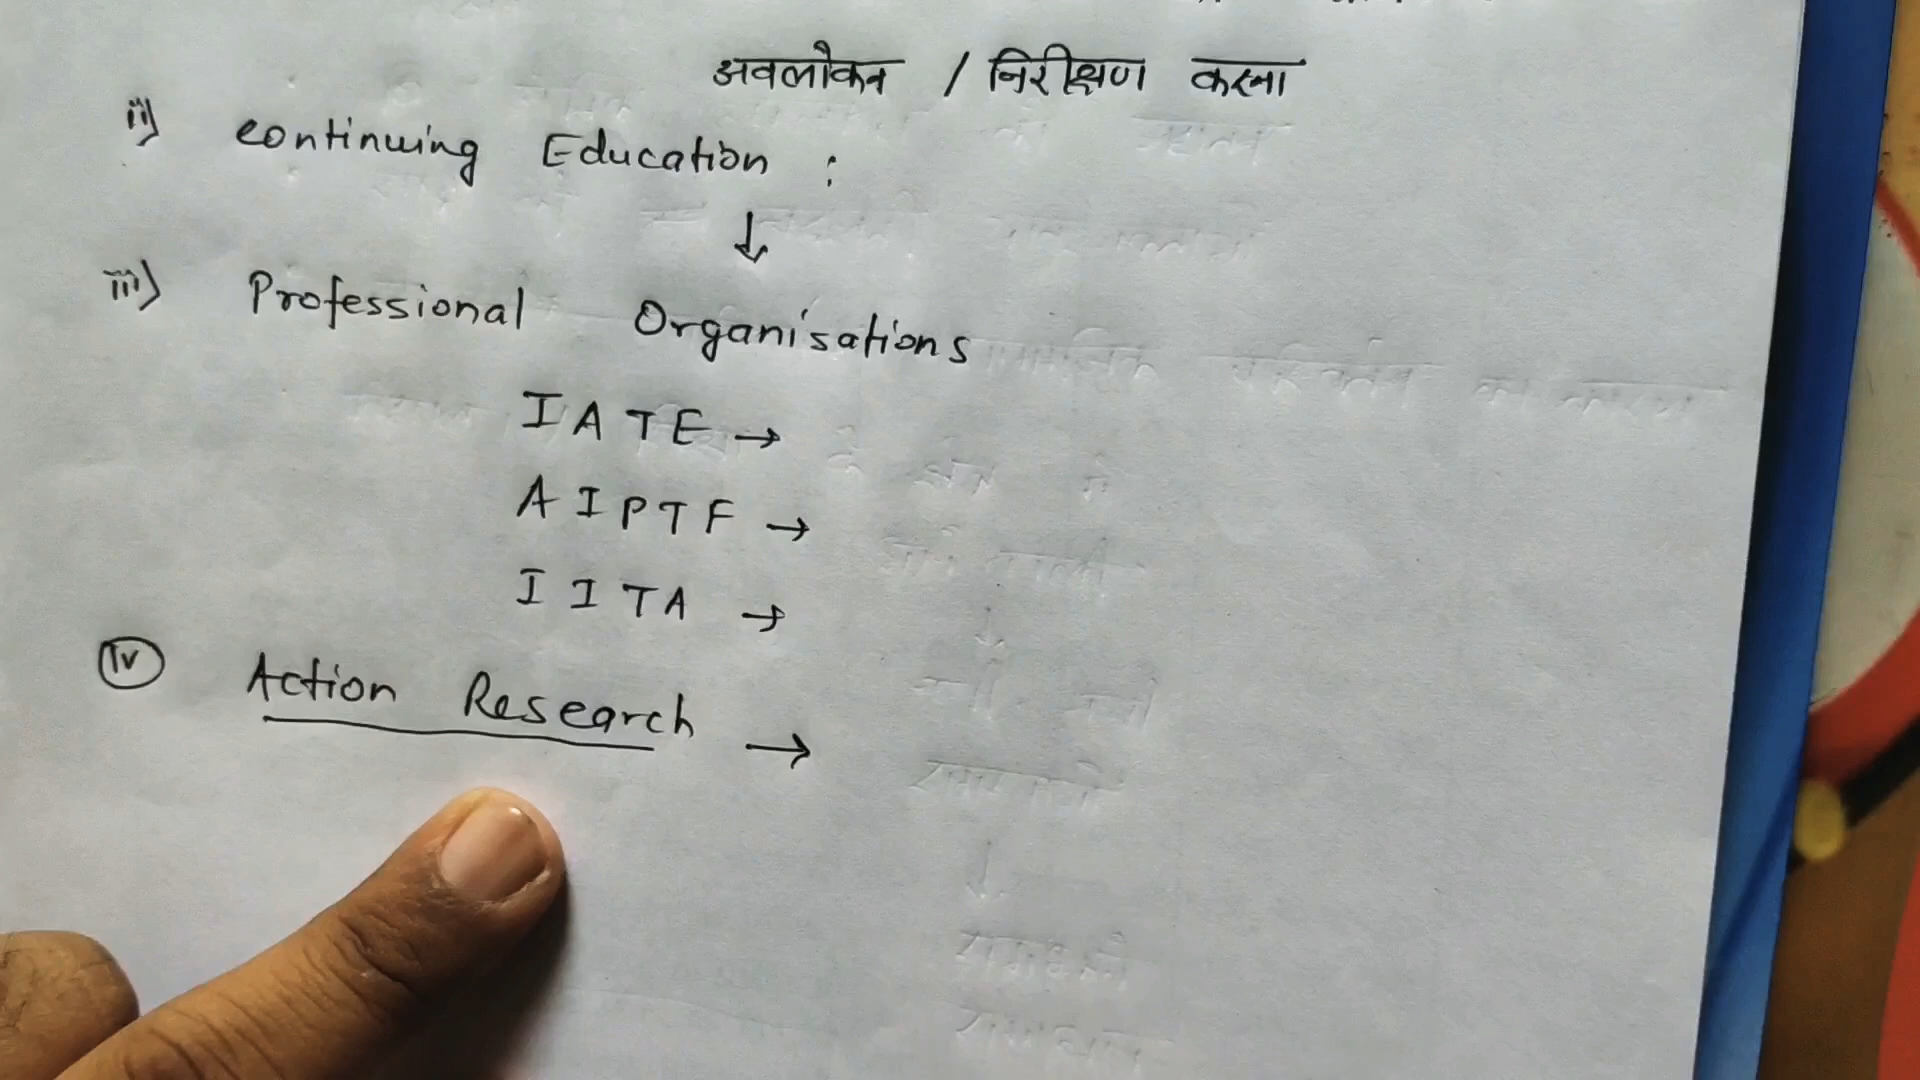 अवलोकन / निरीक्षण करना
ii) continuing Education :
↓
iii) Professional Organisations
IATE →
AIPTF →
IITA →
iv Action Research →